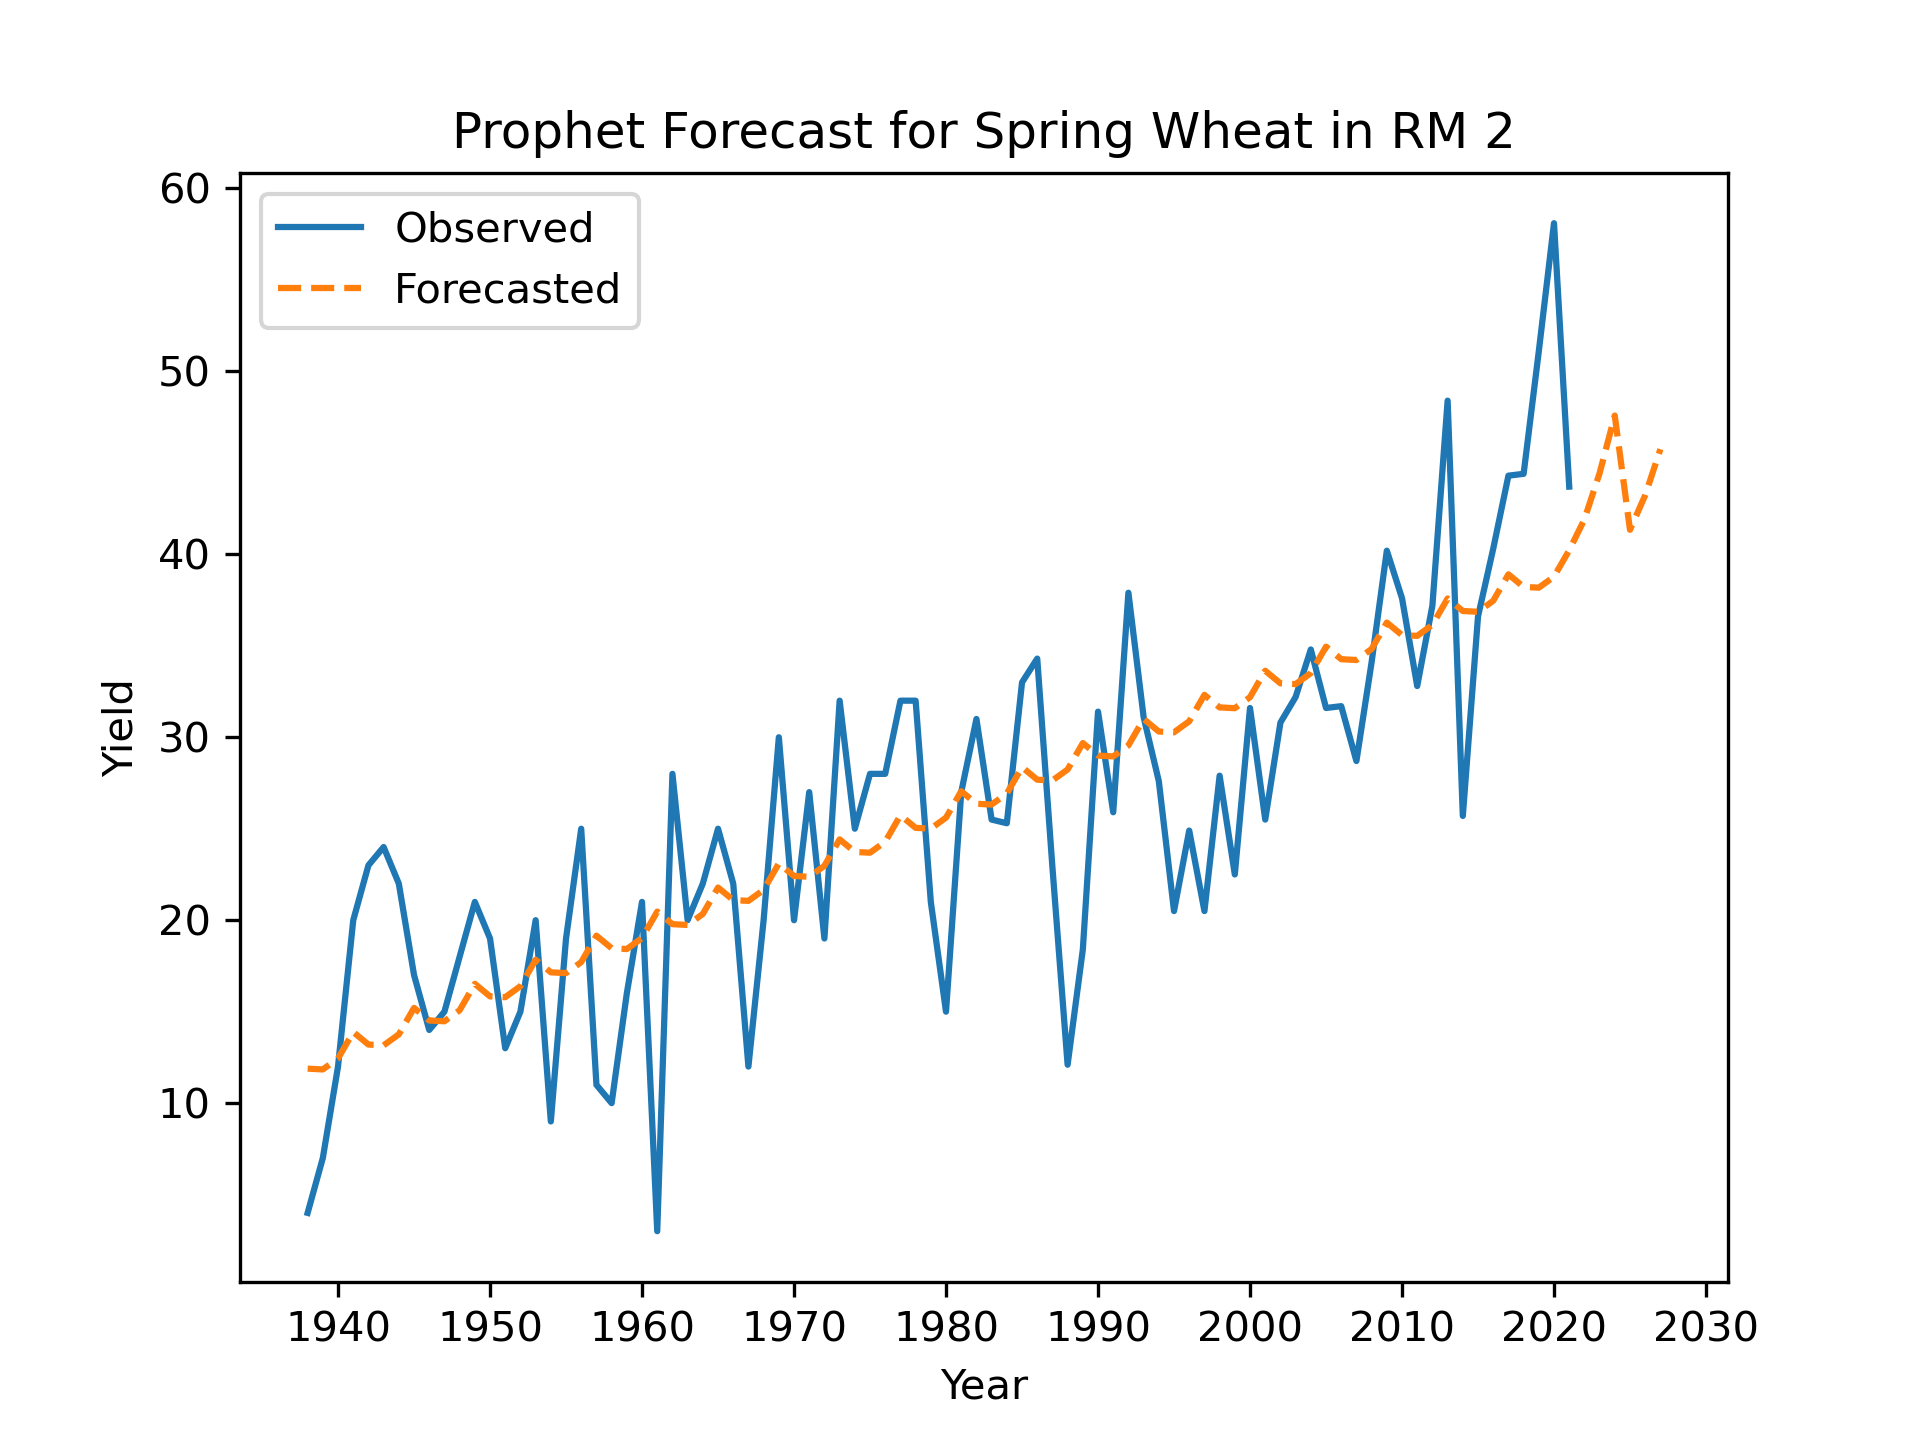 Prophet Forecast for Spring Wheat in RM 2
Observed
Forecasted
60
50
40
30
20
10
Yield
1940 1950 1960 1970 1980 1990 2000 2010 2020 2030
Year